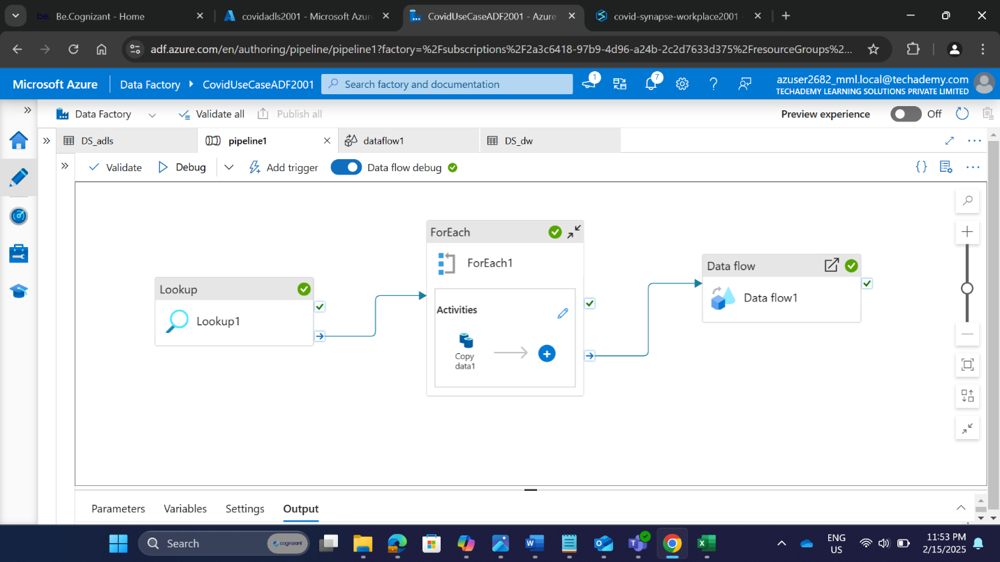 be. Be.Cognizant - Home
covidadls2001 - Microsoft Azur
CovidUseCaseADF2001 - Azure
covid-synapse-workplace2001 -
adf.azure.com/en/authoring/pipeline/pipeline1?factory=%2Fsubscriptions%2F2a3c6418-97b9-4d96-a24b-2c2d7633d375%2FresourceGroups%2...
Microsoft Azure
Data Factory
CovidUseCaseADF2001
Search factory and documentation
1
7
azuser2682_mml.local@techademy.com
TECHADEMY LEARNING SOLUTIONS PRIVATE LIMITED
Data Factory
Validate all
Publish all
Preview experience
Off
DS_adls
pipeline1
dataflow1
DS_dw
Validate
Debug
Add trigger
Data flow debug
ForEach
ForEach1
Activities
Copy
data1
Lookup
Lookup1
Data flow
Data flow1
Parameters
Variables
Settings
Output
Search
cognizant
ENG
US
11:53 PM
2/15/2025